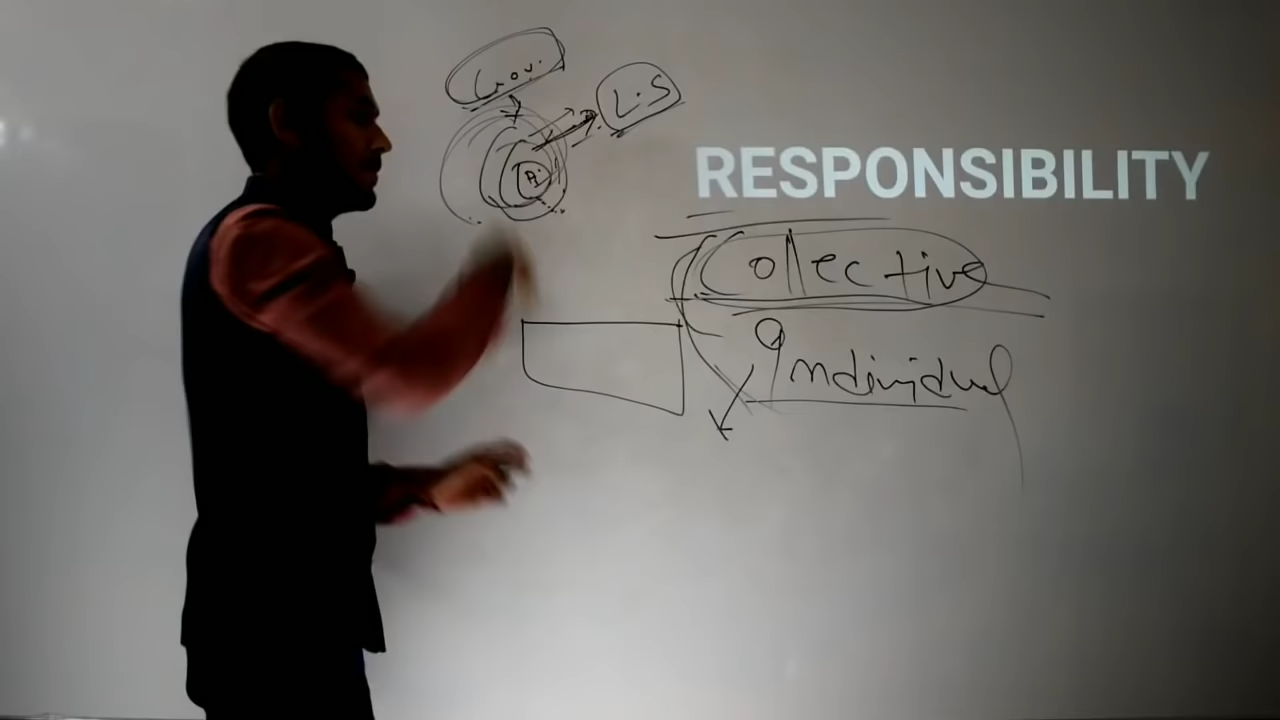 Gov.
L.S
RESPONSIBILITY
Collective
Individual